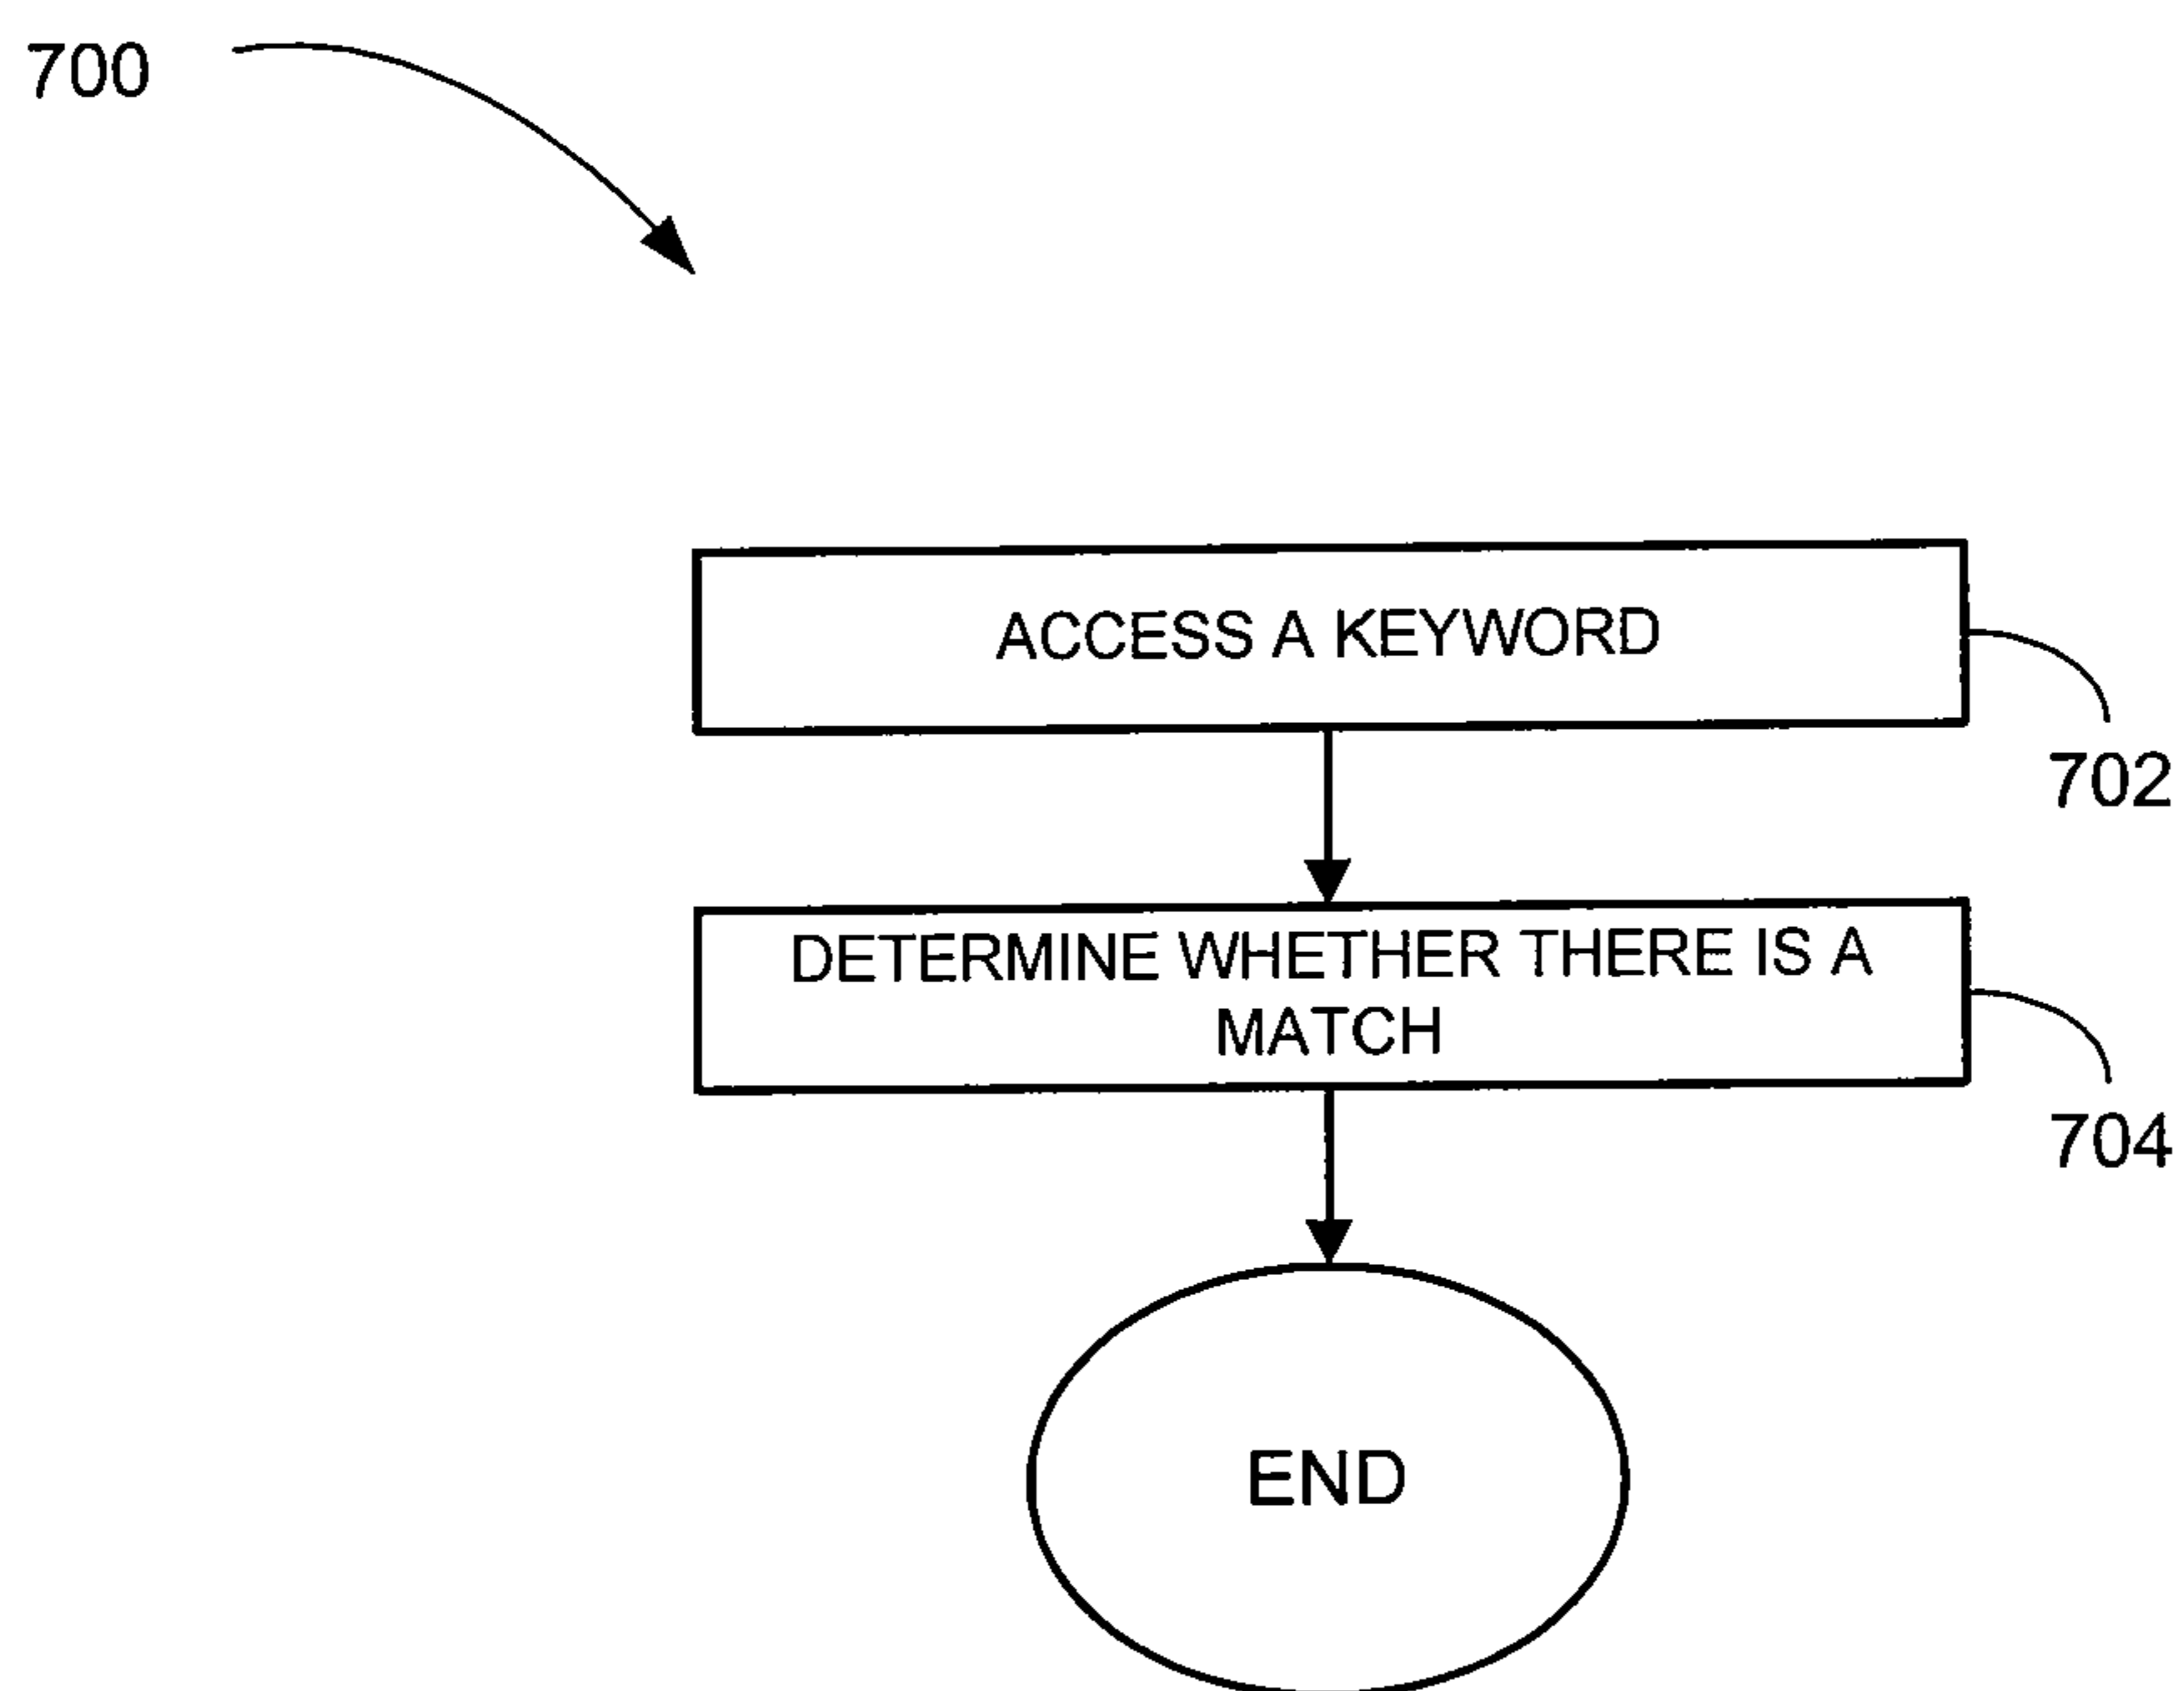 700
ACCESS A KEYWORD
702
DETERMINE WHETHER THERE IS A
MATCH
704
END